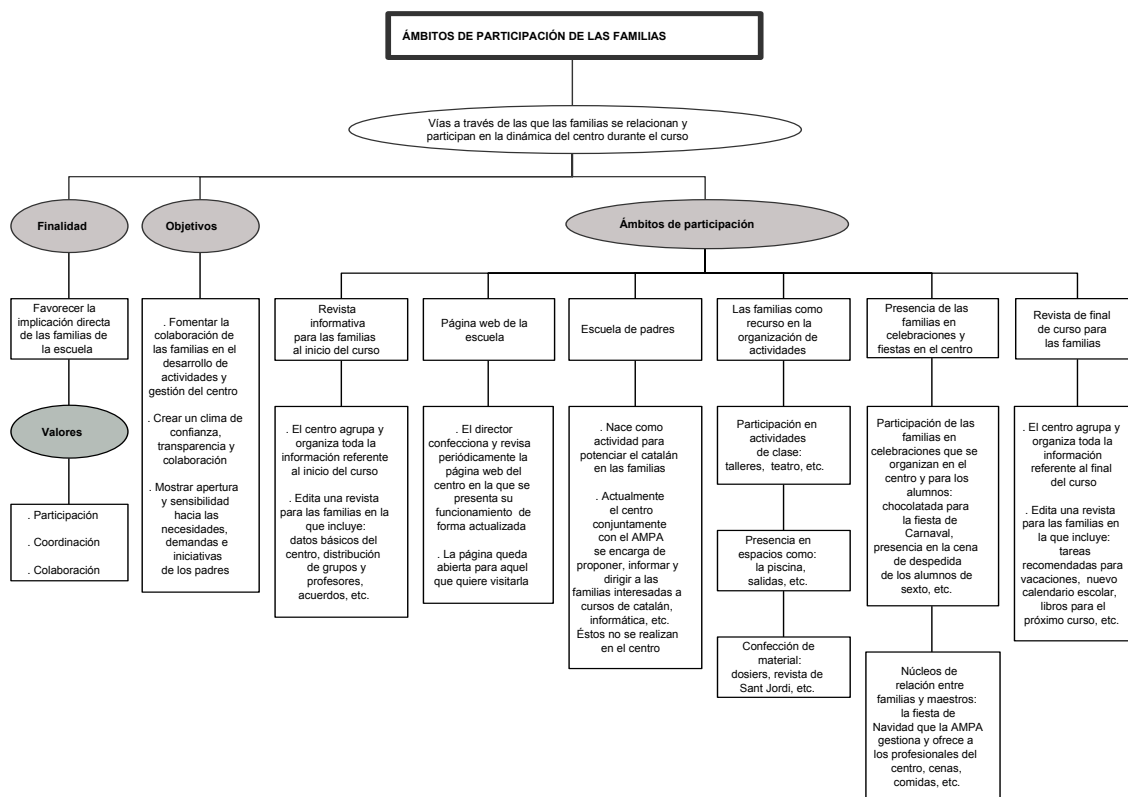 ÁMBITOS DE PARTICIPACIÓN DE LAS FAMILIAS
Vías a través de las que las familias se relacionan y
participan en la dinámica del centro durante el curso
Finalidad
Objetivos
Ámbitos de participación
Favorecer la
implicación directa
de las familias de
la escuela
Valores
. Participación
. Coordinación
. Colaboración
. Fomentar la
colaboración de
las familias en el
desarrollo de
actividades y
gestión del centro
. Crear un clima de
confianza,
transparencia y
colaboración
. Mostrar apertura
y sensibilidad
hacia las
necesidades,
demandas e
iniciativas
de los padres
Revista
informativa
para las familias
al inicio del curso
. El centro agrupa y
organiza toda la
información referente
al inicio del curso
. Edita una revista
para las familias en la
que incluye:
datos básicos del
centro, distribución
de grupos y
profesores,
acuerdos, etc.
Página web de la
escuela
. El director
confecciona y revisa
periódicamente la
página web del
centro en la que se
presenta su
funcionamiento de
forma actualizada
. La página queda
abierta para aquel
que quiere visitarla
Escuela de padres
. Nace como
actividad para
potenciar el catalán
en las familias
. Actualmente
el centro
conjuntamente
con el AMPA
se encarga de
proponer, informar y
dirigir a las
familias interesadas a
cursos de catalán,
informática, etc.
Éstos no se realizan
en el centro
Las familias como
recurso en la
organización de
actividades
Participación en
actividades
de clase:
talleres, teatro, etc.
Presencia en
espacios como:
la piscina,
salidas, etc.
Confección de
material:
dosiers, revista de
Sant Jordi, etc.
Presencia de las
familias en
celebraciones y
fiestas en el centro
Participación de las
familias en
celebraciones que se
organizan en el
centro y para los
alumnos:
chocolatada para
la fiesta de
Carnaval,
presencia en la cena
de despedida
de los alumnos de
sexto, etc.
Núcleos de
relación entre
familias y maestros:
la fiesta de
Navidad que la AMPA
gestiona y ofrece a
los profesionales del
centro, cenas,
comidas, etc.
Revista de final
de curso para
las familias
. El centro agrupa y
organiza toda la
información
referente al final del
curso
. Edita una revista
para las familias en
la que incluye:
tareas
recomendadas para
vacaciones, nuevo
calendario escolar,
libros para el
próximo curso, etc.